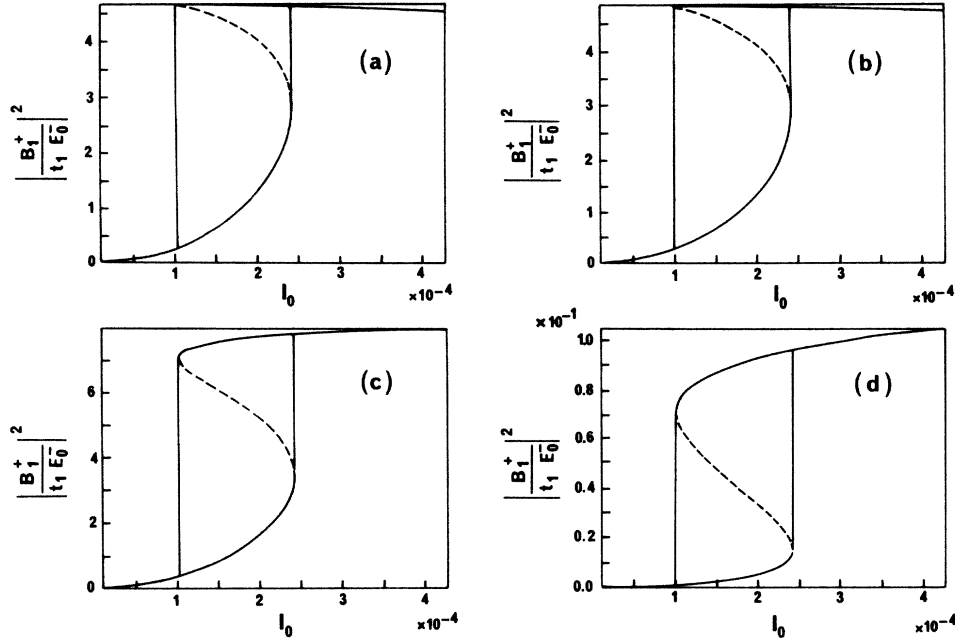 (a)
4
3
2
1
0
| B₁⁺ / t₁ E₀⁻ |²
1 2 3 4
I₀ ×10⁻⁴
(b)
5
4
3
2
1
0
| B₁⁺ / t₁ E₀⁻ |²
1 2 3 4
I₀ ×10⁻⁴
(c)
6
4
2
0
| B₁⁺ / t₁ E₀⁻ |²
1 2 3 4
I₀ ×10⁻⁴
×10⁻¹
(d)
1.0
0.8
0.6
0.4
0.2
0.0
| B₁⁺ / t₁ E₀⁻ |²
1 2 3 4
I₀ ×10⁻⁴